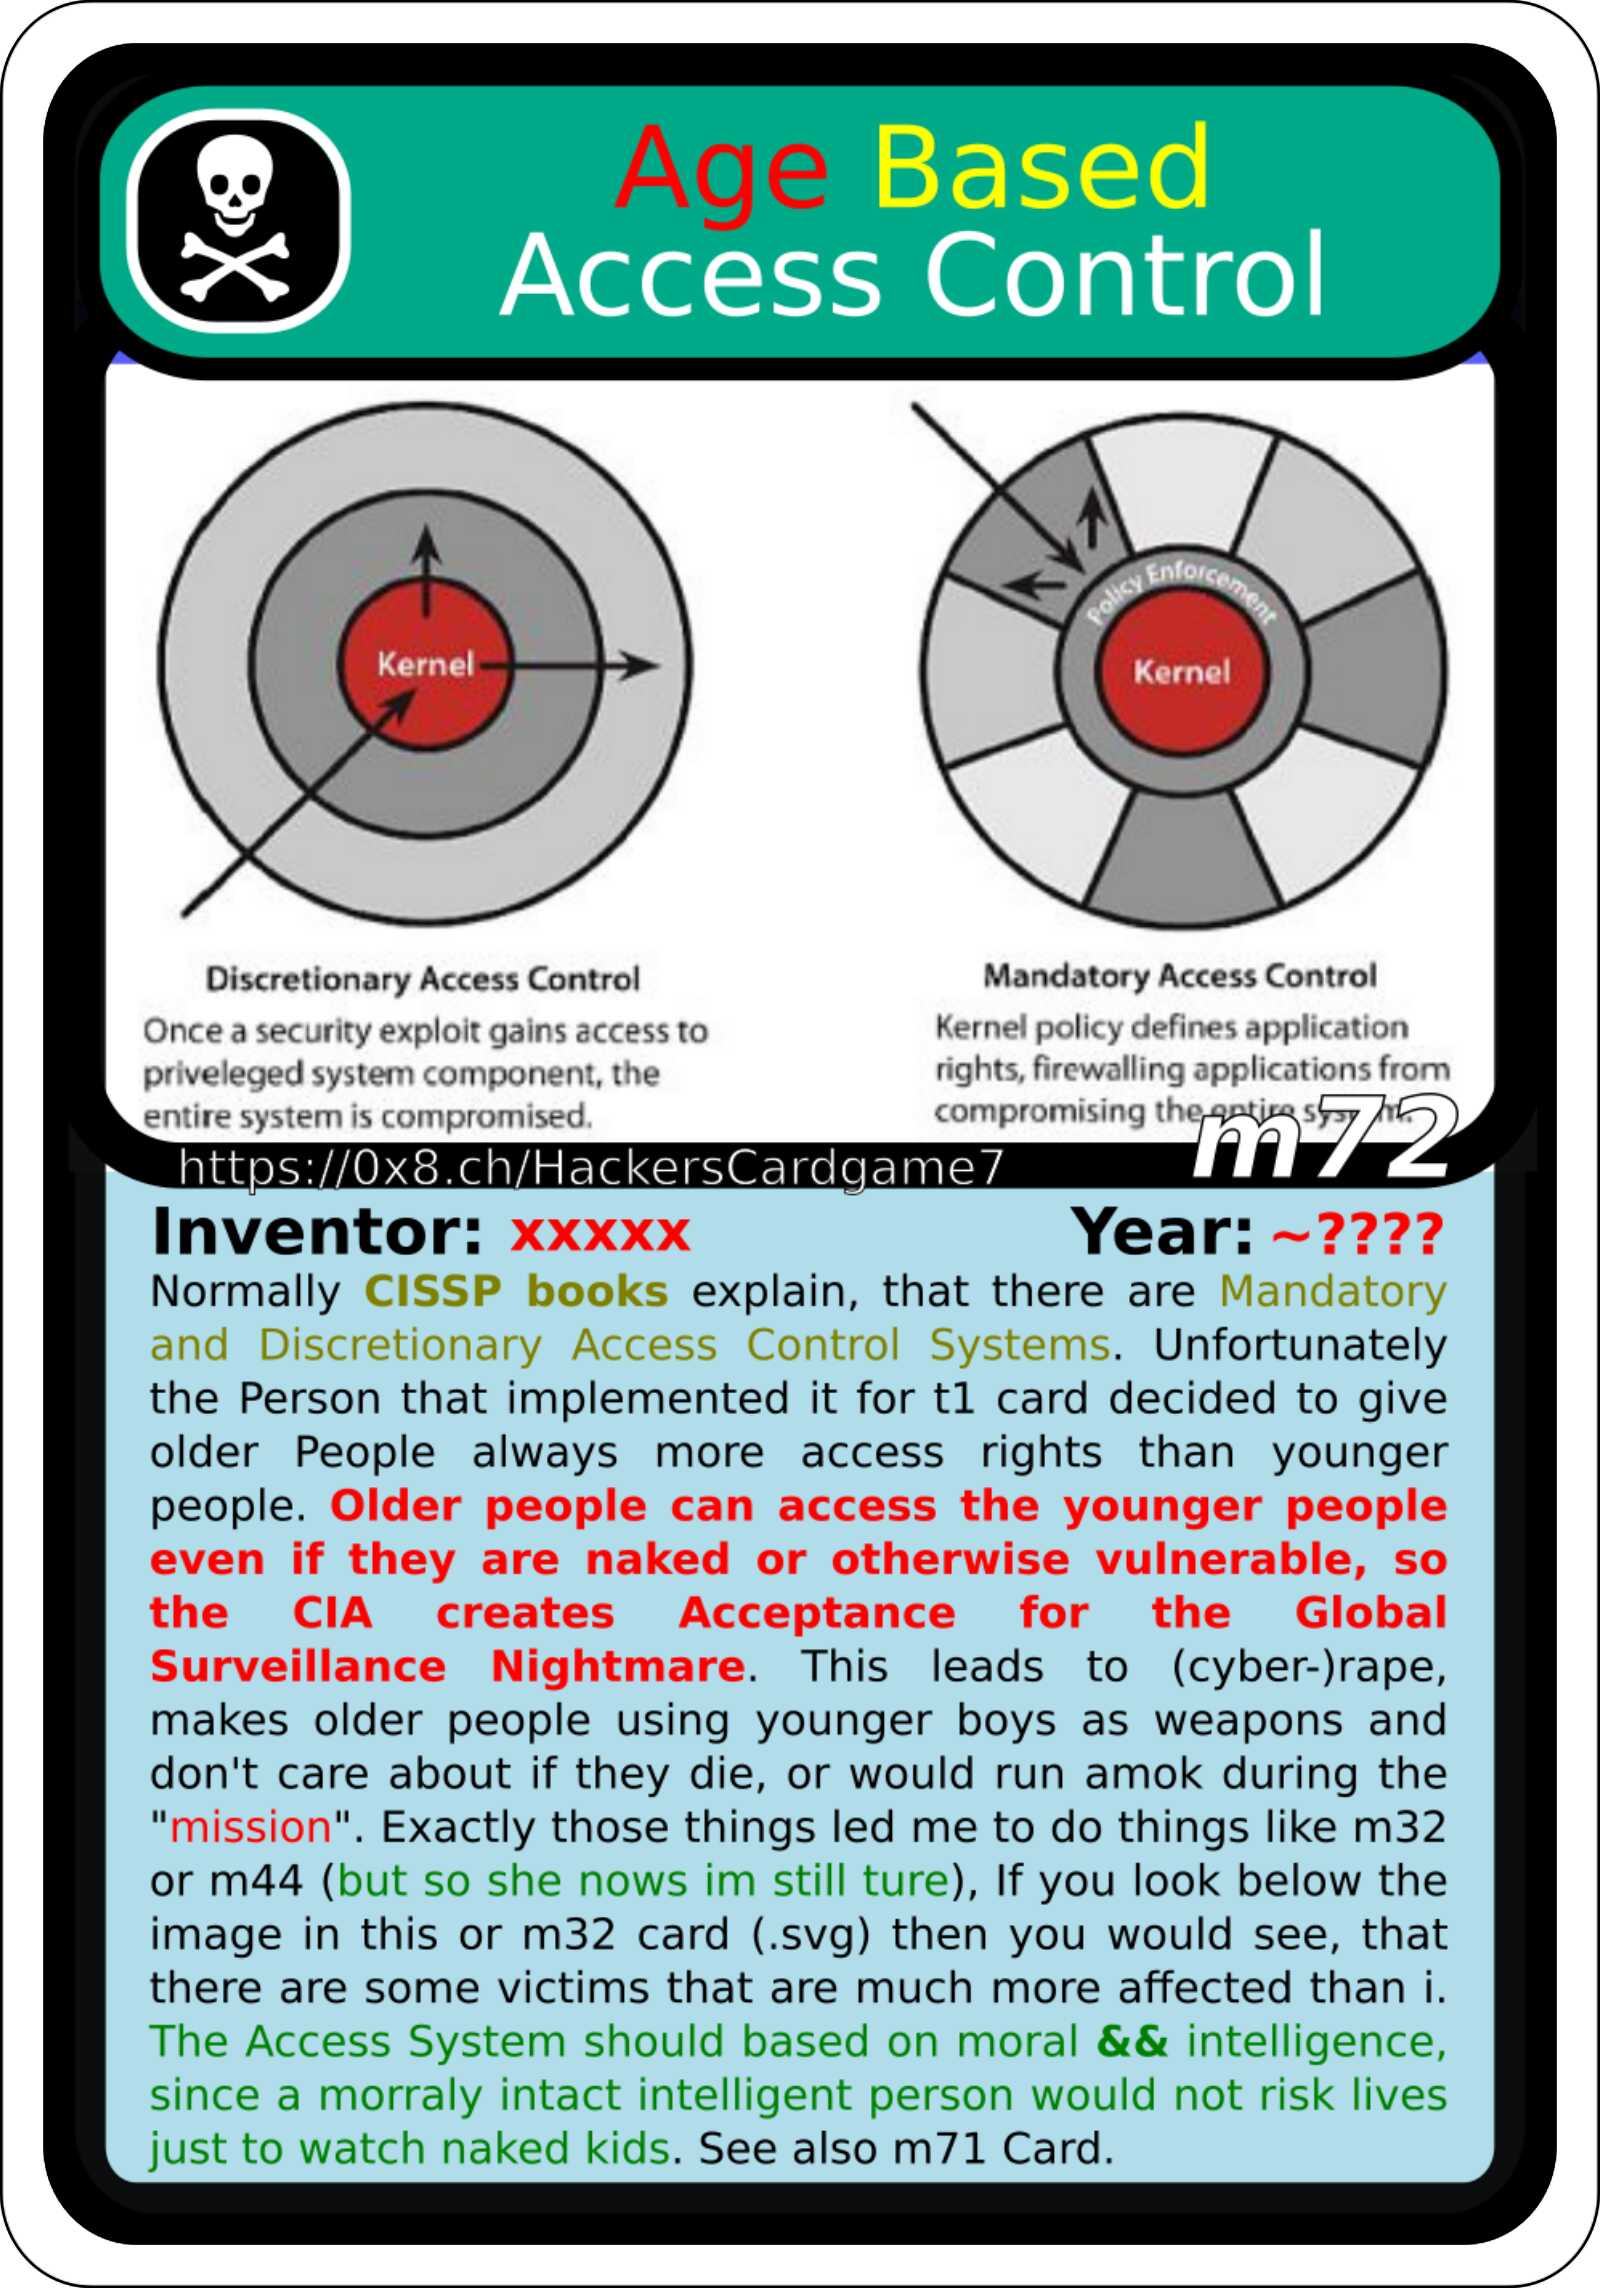 Age Based
Access Control
Kernel
Policy Enforcement
Kernel
Discretionary Access Control
Once a security exploit gains access to
priveleged system component, the
entire system is compromised.
Mandatory Access Control
Kernel policy defines application
rights, firewalling applications from
compromising the entire system.
m72
https://0x8.ch/HackersCardgame7
Inventor: xxxxx Year: ~????
Normally CISSP books explain, that there are Mandatory
and Discretionary Access Control Systems. Unfortunately
the Person that implemented it for t1 card decided to give
older People always more access rights than younger
people. Older people can access the younger people
even if they are naked or otherwise vulnerable, so
the CIA creates Acceptance for the Global
Surveillance Nightmare. This leads to (cyber-)rape,
makes older people using younger boys as weapons and
don't care about if they die, or would run amok during the
"mission". Exactly those things led me to do things like m32
or m44 (but so she nows im still ture), If you look below the
image in this or m32 card (.svg) then you would see, that
there are some victims that are much more affected than i.
The Access System should based on moral && intelligence,
since a morraly intact intelligent person would not risk lives
just to watch naked kids. See also m71 Card.